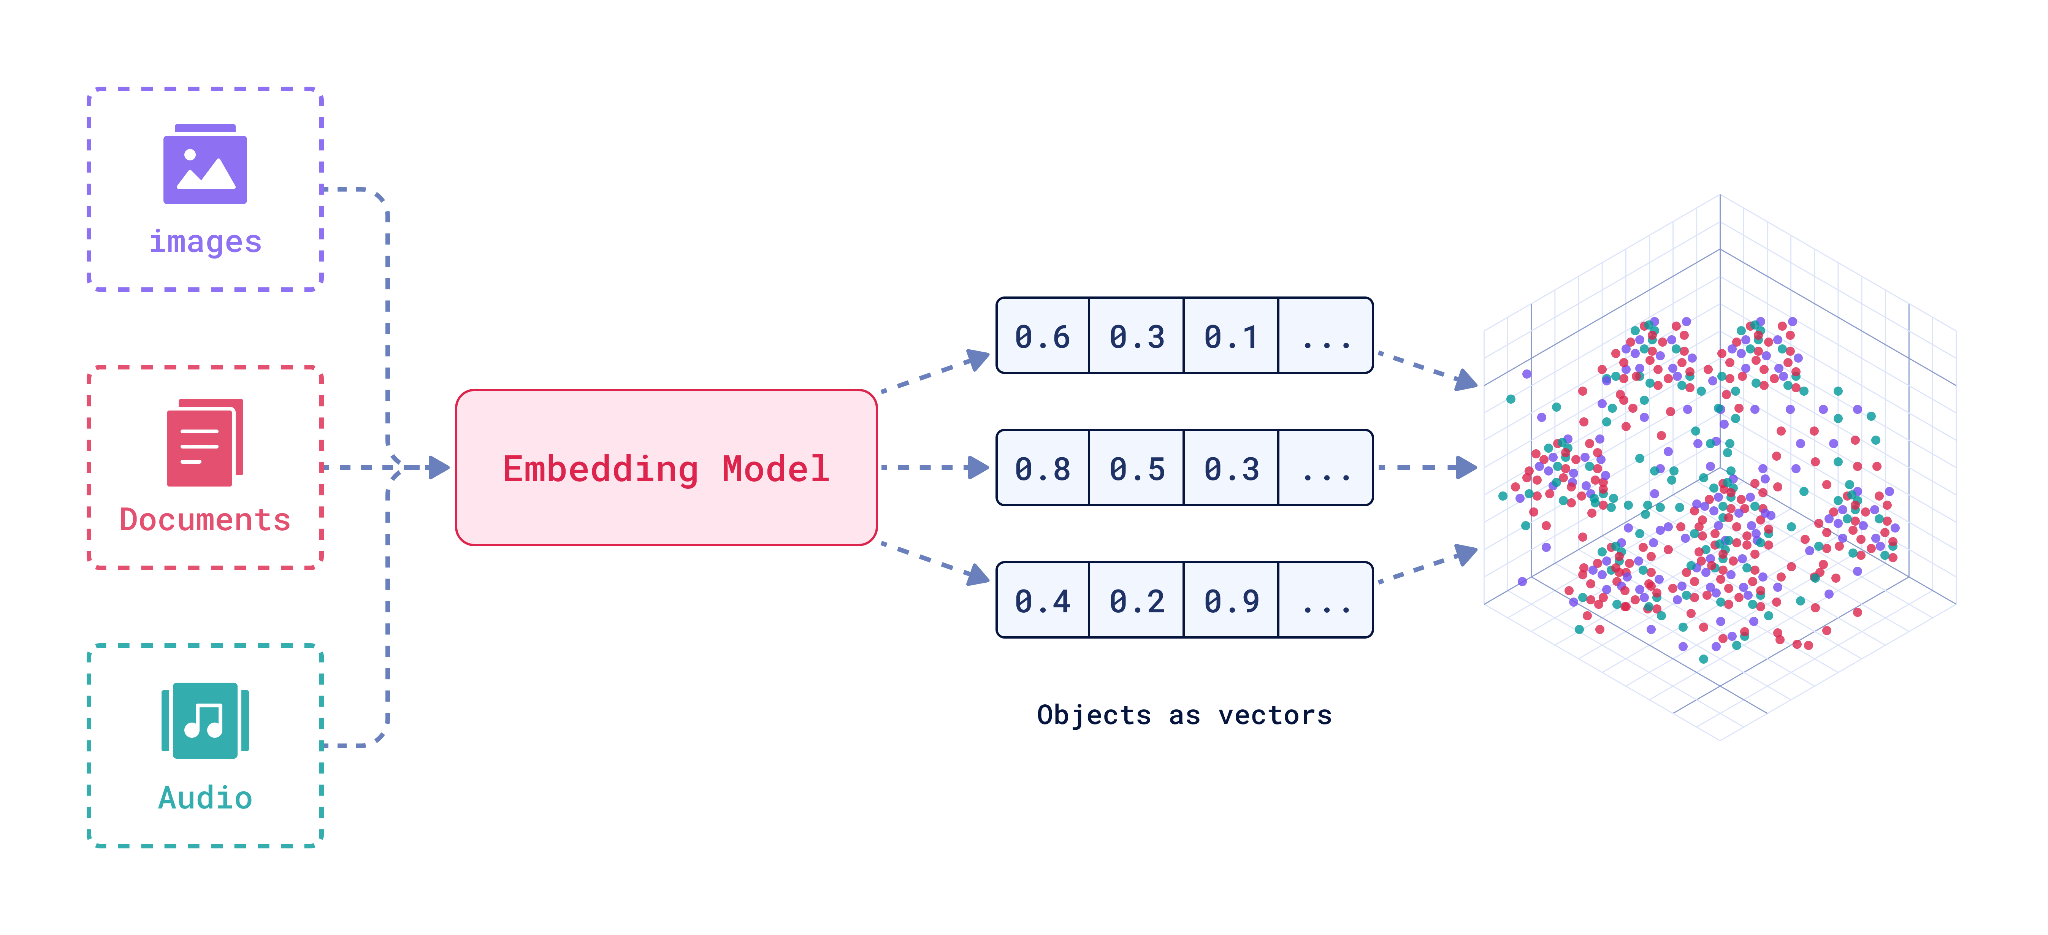 images
Documents
Audio
Embedding Model
0.6 0.3 0.1 ...
0.8 0.5 0.3 ...
0.4 0.2 0.9 ...
Objects as vectors